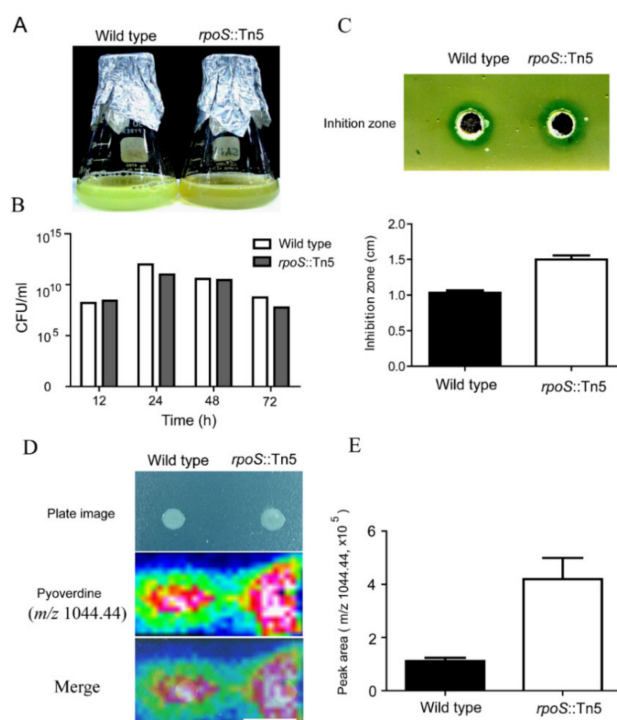 A
Wild type rpoS::Tn5
B
CFU/ml
10^15
10^10
10^5
0
Wild type
rpoS::Tn5
12 24 48 72
Time (h)
C
Wild type rpoS::Tn5
Inhition zone
Inhibition zone (cm)
2.0
1.5
1.0
0.5
0.0
Wild type rpoS::Tn5
D
Wild type rpoS::Tn5
Plate image
Pyoverdine
(m/z 1044.44)
Merge
E
Peak area ( m/z 1044.44, x10^5 )
6
4
2
0
Wild type rpoS::Tn5